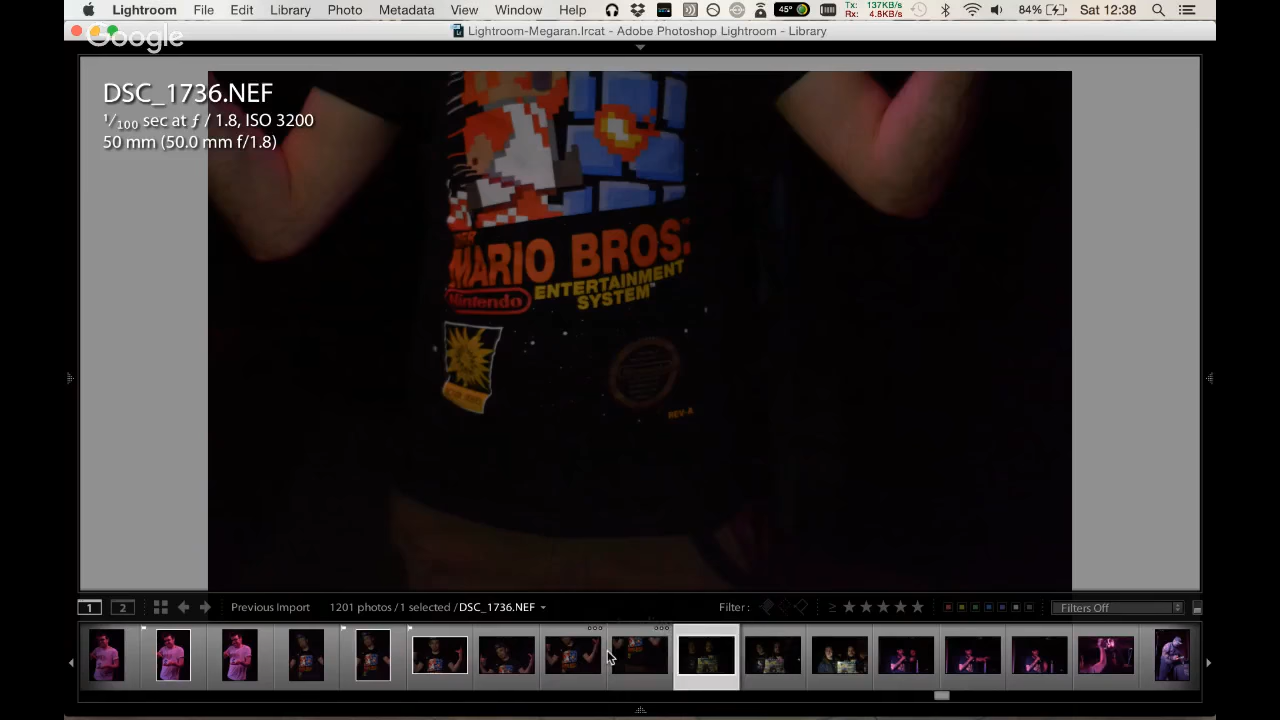 Lightroom File Edit Library Photo Metadata View Window Help 45° Tx: 137KB/s Rx: 4.8KB/s 84% Sat 12:38
Google
Lightroom-Megaran.lrcat - Adobe Photoshop Lightroom - Library
DSC_1736.NEF
1/100 sec at ƒ / 1.8, ISO 3200
50 mm (50.0 mm f/1.8)
MARIO BROS.
ENTERTAINMENT
SYSTEM
Nintendo
REV-A
1 2 Previous Import 1201 photos / 1 selected / DSC_1736.NEF Filter : Filters Off